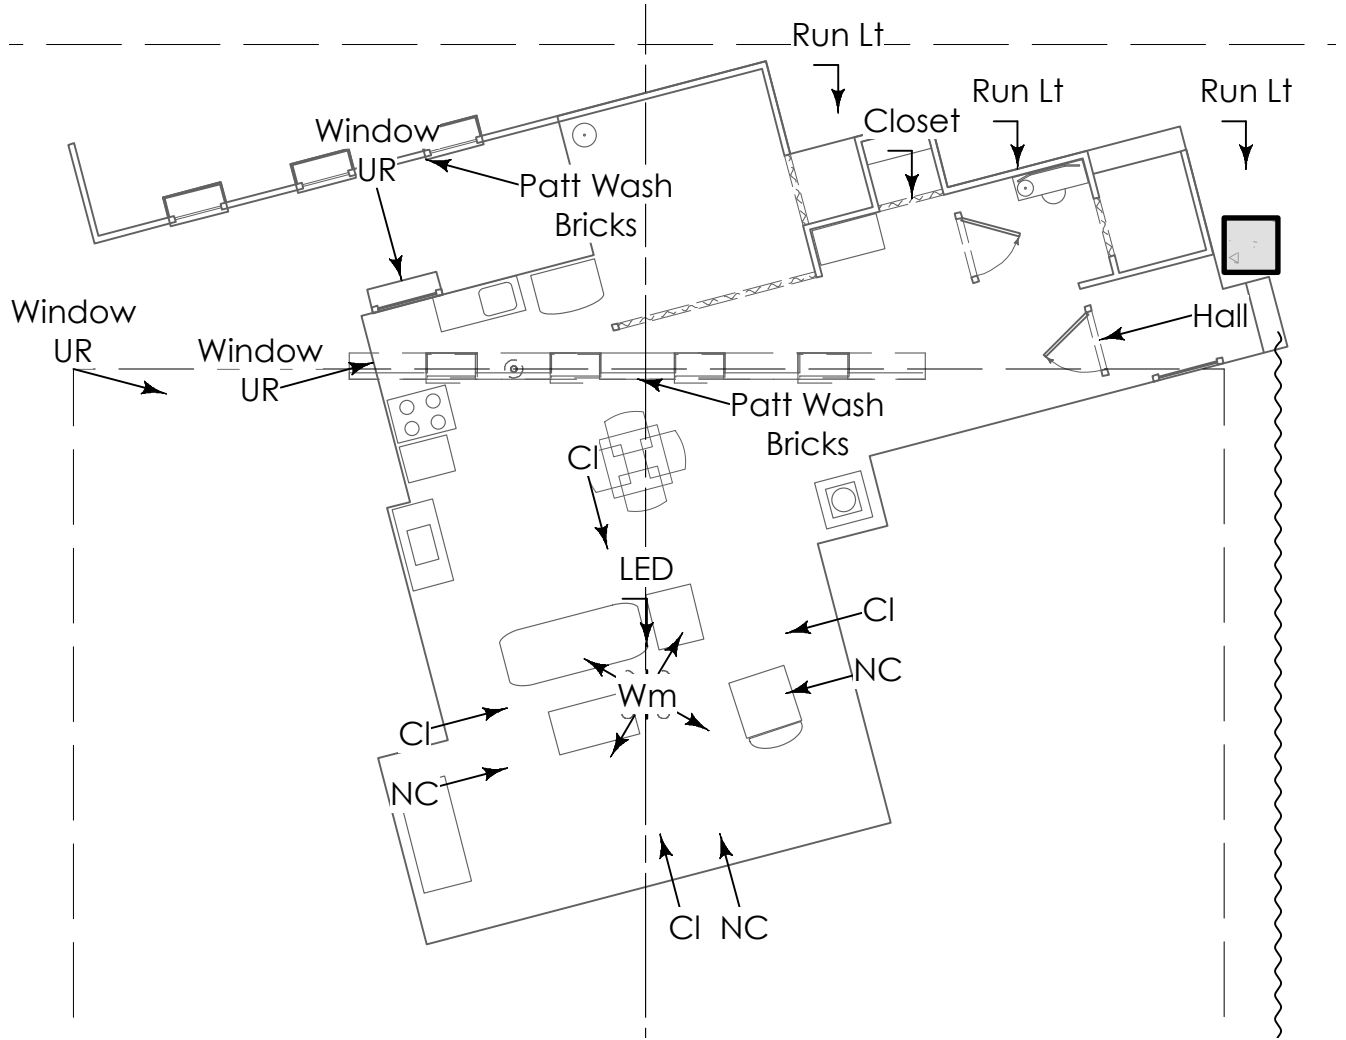 Run Lt
Run Lt
Run Lt
Closet
Window
UR
Patt Wash
Bricks
Window
UR
Window
UR
Hall
Patt Wash
Bricks
Cl
LED
Cl
NC
Wm
Cl
NC
Cl
NC